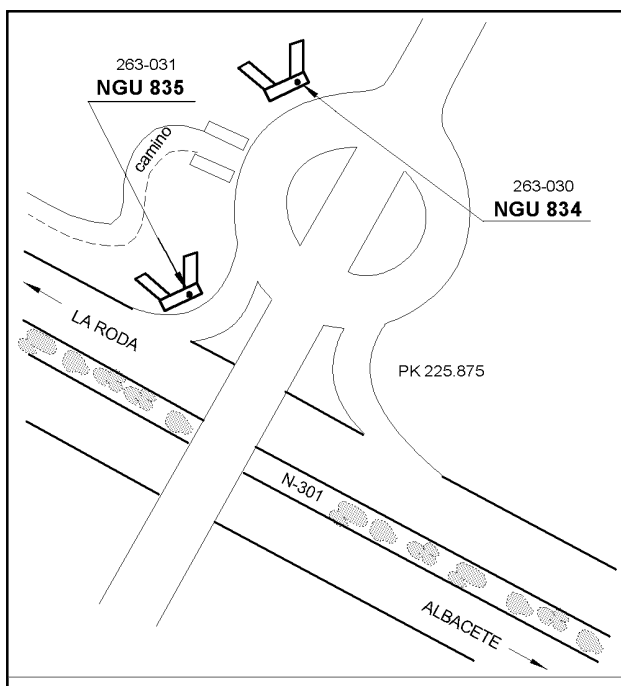 263-031
NGU 835
camino
263-030
NGU 834
LA RODA
PK 225.875
N-301
ALBACETE